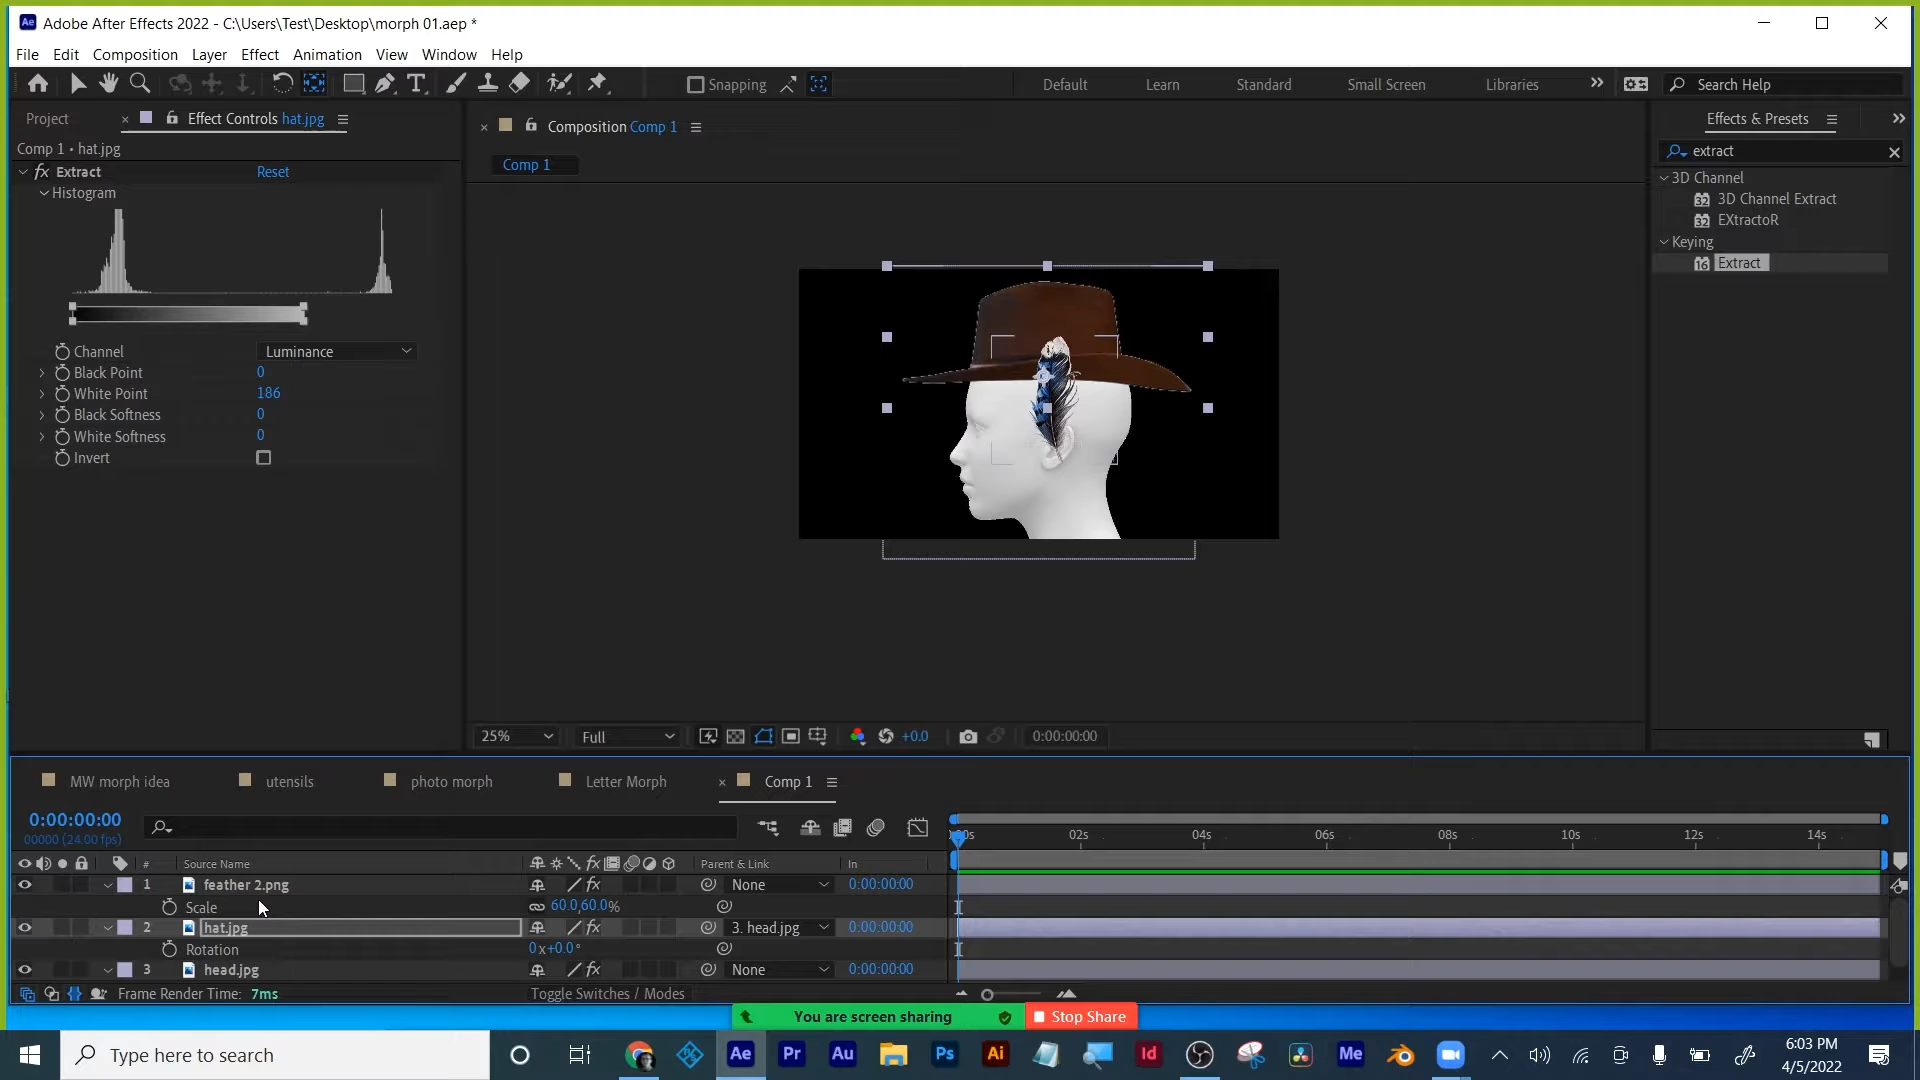 Ae Adobe After Effects 2022 - C:\Users\Test\Desktop\morph 01.aep *
File Edit Composition Layer Effect Animation View Window Help
Snapping Default Learn Standard Small Screen Libraries Search Help
Project Effect Controls hat.jpg
Comp 1 • hat.jpg
fx Extract Reset
Histogram
Channel Luminance
Black Point 0
White Point 186
Black Softness 0
White Softness 0
Invert
Composition Comp 1
Comp 1
25% Full +0.0 0:00:00:00
Effects & Presets
extract
3D Channel
32 3D Channel Extract
32 EXtractoR
Keying
16 Extract
MW morph idea utensils photo morph Letter Morph Comp 1
0:00:00:00
00000 (24.00 fps)
02s 04s 06s 08s 10s 12s 14s
# Source Name fx Parent & Link In
1 feather 2.png fx None 0:00:00:00
Scale 60.0,60.0%
2 hat.jpg fx 3. head.jpg 0:00:00:00
Rotation 0x+0.0°
3 head.jpg fx None 0:00:00:00
Frame Render Time: 7ms Toggle Switches / Modes
You are screen sharing Stop Share
Type here to search
Ae Pr Au Ps Ai Id Me
6:03 PM
4/5/2022